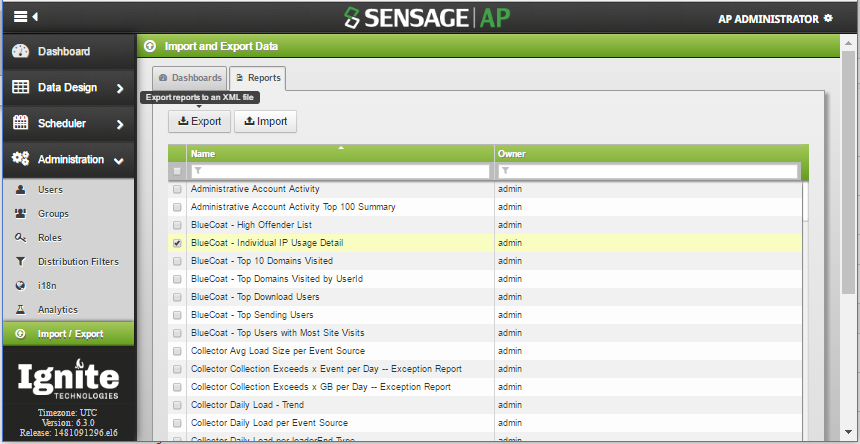 SENSAGE AP
AP ADMINISTRATOR
Dashboard
Data Design
Scheduler
Administration
Users
Groups
Roles
Distribution Filters
i18n
Analytics
Import / Export
Ignite
TECHNOLOGIES
Timezone: UTC
Version: 6.3.0
Release: 1481091296.el6
Import and Export Data
Dashboards Reports
Export reports to an XML file
Export Import
Name Owner
Administrative Account Activity admin
Administrative Account Activity Top 100 Summary admin
BlueCoat - High Offender List admin
BlueCoat - Individual IP Usage Detail admin
BlueCoat - Top 10 Domains Visited admin
BlueCoat - Top Domains Visited by UserId admin
BlueCoat - Top Download Users admin
BlueCoat - Top Sending Users admin
BlueCoat - Top Users with Most Site Visits admin
Collector Avg Load Size per Event Source admin
Collector Collection Exceeds x Event per Day -- Exception Report admin
Collector Collection Exceeds x GB per Day -- Exception Report admin
Collector Daily Load - Trend admin
Collector Daily Load per Event Source admin
Collector Daily Load per loaderEnd Type admin